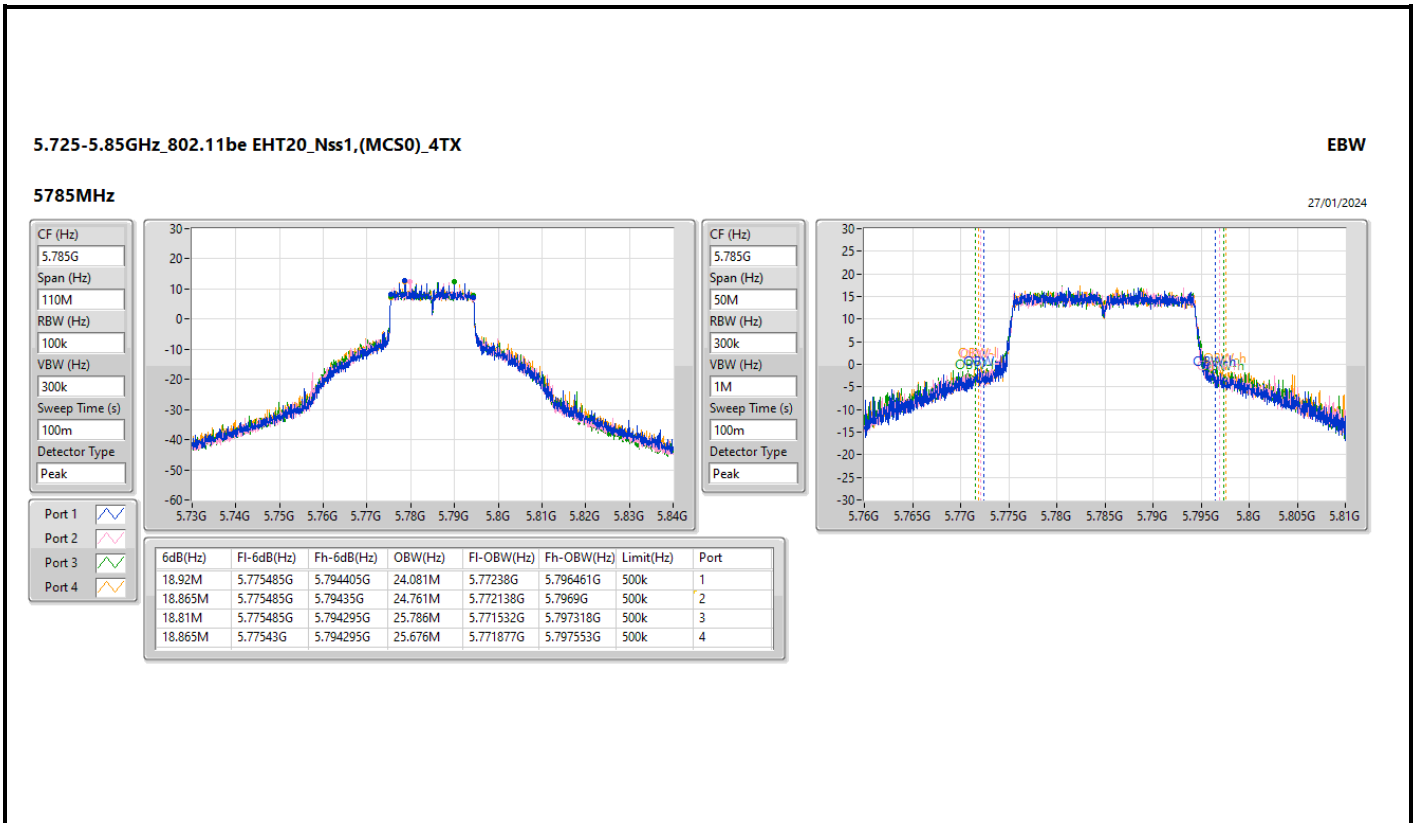 5.725-5.85GHz_802.11be EHT20_Nss1,(MCS0)_4TX
EBW
5785MHz
27/01/2024
CF (Hz)
5.785G
Span (Hz)
110M
RBW (Hz)
100k
VBW (Hz)
300k
Sweep Time (s)
100m
Detector Type
Peak
30
20
10
0
-10
-20
-30
-40
-50
-60
5.73G 5.74G 5.75G 5.76G 5.77G 5.78G 5.79G 5.8G 5.81G 5.82G 5.83G 5.84G
CF (Hz)
5.785G
Span (Hz)
50M
RBW (Hz)
300k
VBW (Hz)
1M
Sweep Time (s)
100m
Detector Type
Peak
30
25
20
15
10
5
0
-5
-10
-15
-20
-25
-30
5.76G 5.765G 5.77G 5.775G 5.78G 5.785G 5.79G 5.795G 5.8G 5.805G 5.81G
Port 1
Port 2
Port 3
Port 4
6dB(Hz) Fl-6dB(Hz) Fh-6dB(Hz) OBW(Hz) Fl-OBW(Hz) Fh-OBW(Hz) Limit(Hz) Port
18.92M 5.775485G 5.794405G 24.081M 5.77238G 5.796461G 500k 1
18.865M 5.775485G 5.79435G 24.761M 5.772138G 5.7969G 500k 2
18.81M 5.775485G 5.794295G 25.786M 5.771532G 5.797318G 500k 3
18.865M 5.77543G 5.794295G 25.676M 5.771877G 5.797553G 500k 4